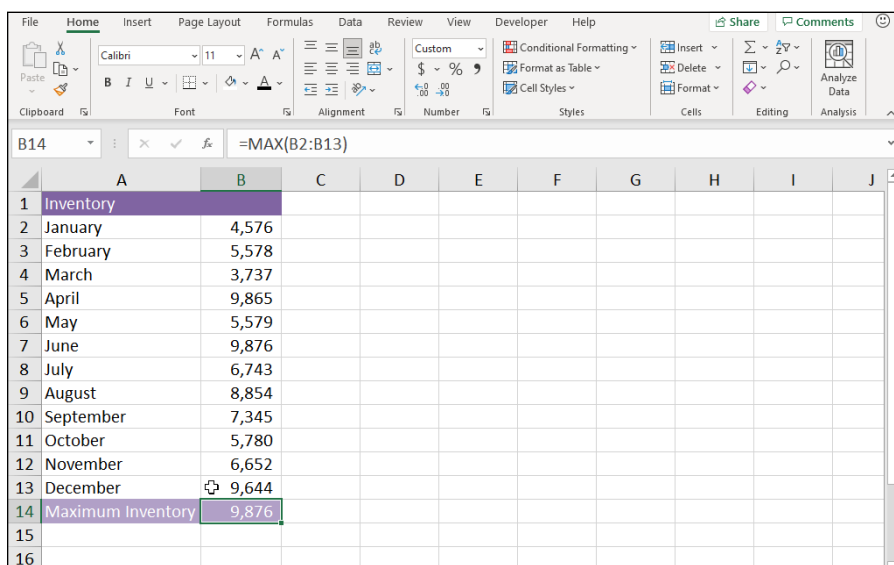 File Home Insert Page Layout Formulas Data Review View Developer Help Share Comments
Calibri 11 A^ A˅ ab c Custom Conditional Formatting Insert Σ A Z
Paste B I U A $ % 9 Format as Table Delete Analyze
.00 .0 Cell Styles Format Data
Clipboard Font Alignment Number Styles Cells Editing Analysis
B14 fx =MAX(B2:B13)
A B C D E F G H I J
1 Inventory
2 January 4,576
3 February 5,578
4 March 3,737
5 April 9,865
6 May 5,579
7 June 9,876
8 July 6,743
9 August 8,854
10 September 7,345
11 October 5,780
12 November 6,652
13 December 9,644
14 Maximum Inventory 9,876
15
16